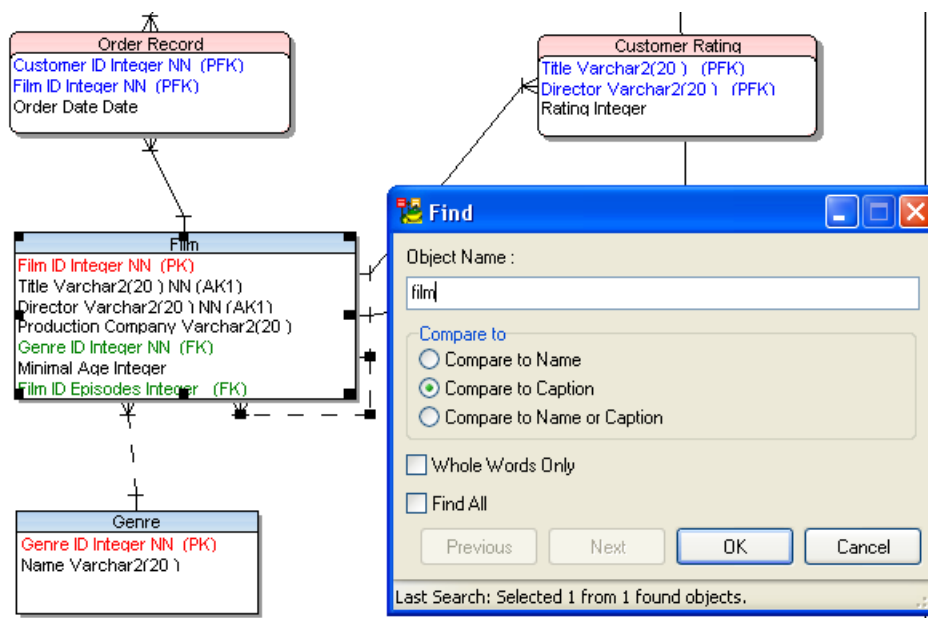 Order Record
Customer ID Integer NN (PFK)
Film ID Integer NN (PFK)
Order Date Date
Customer Rating
Title Varchar2(20 ) (PFK)
Director Varchar2(20 ) (PFK)
Rating Integer
Film
Film ID Integer NN (PK)
Title Varchar2(20 ) NN (AK1)
Director Varchar2(20 ) NN (AK1)
Production Company Varchar2(20 )
Genre ID Integer NN (FK)
Minimal Age Integer
Film ID Episodes Integer (FK)
Genre
Genre ID Integer NN (PK)
Name Varchar2(20 )
Find
Object Name :
film
Compare to
Compare to Name
Compare to Caption
Compare to Name or Caption
Whole Words Only
Find All
Previous Next OK Cancel
Last Search: Selected 1 from 1 found objects.